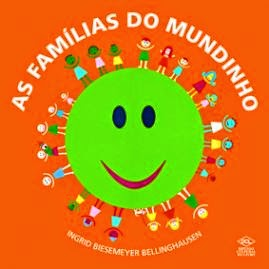 AS FAMÍLIAS DO MUNDINHO
INGRID BIESEMEYER BELLINGHAUSEN